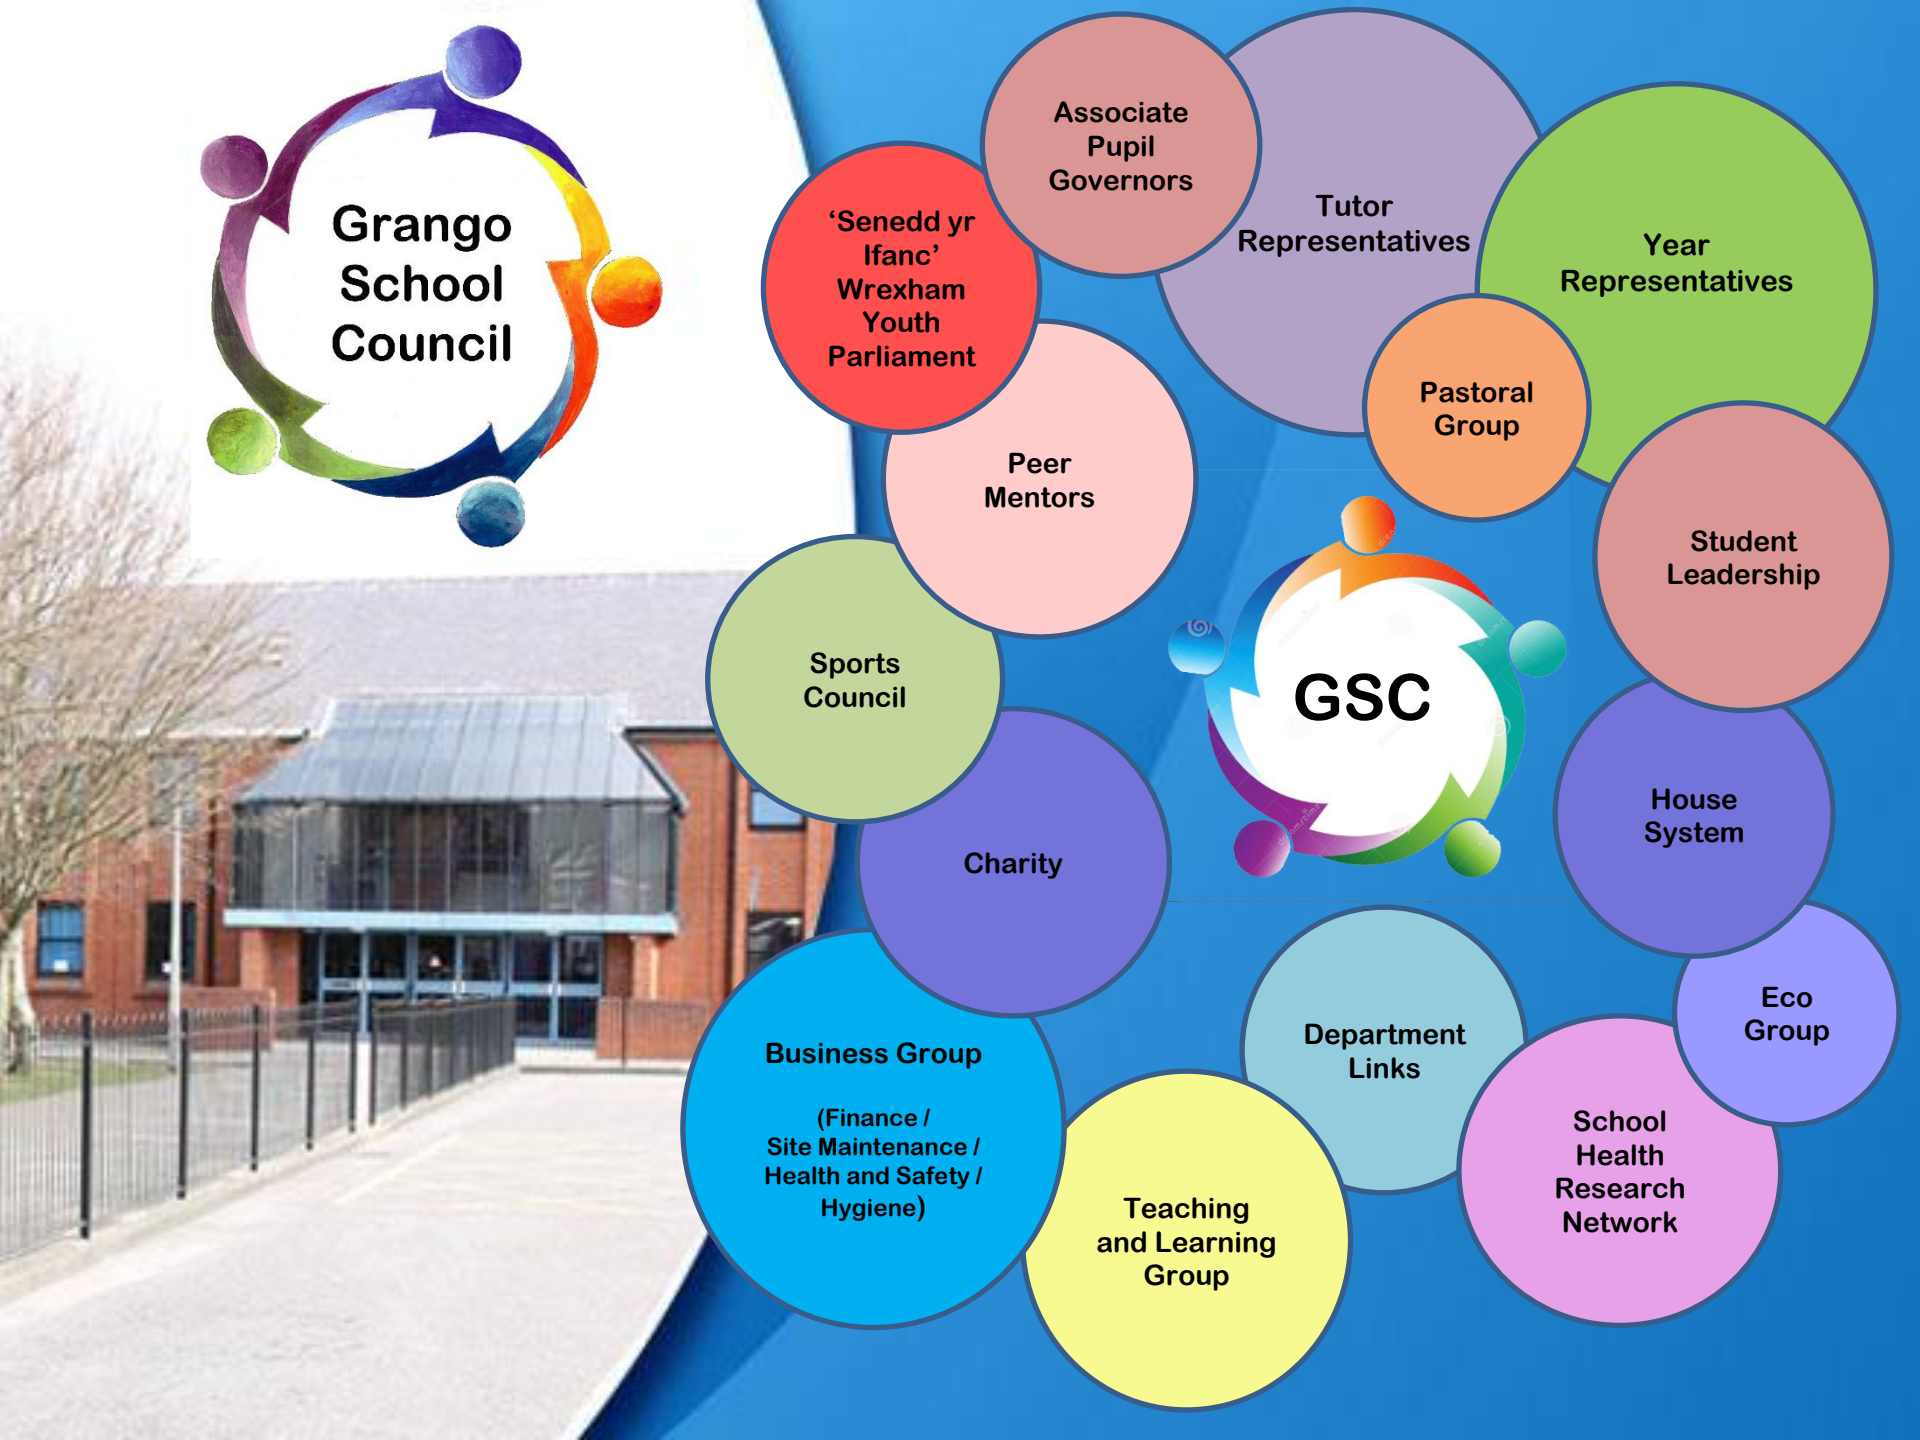 Grango
School
Council
Associate
Pupil
Governors
Tutor
Representatives
Year
Representatives
‘Senedd yr
Ifanc’
Wrexham
Youth
Parliament
Pastoral
Group
Peer
Mentors
Student
Leadership
Sports
Council
GSC
House
System
Charity
Eco
Group
Department
Links
Business Group
(Finance /
Site Maintenance /
Health and Safety /
Hygiene)
School
Health
Research
Network
Teaching
and Learning
Group